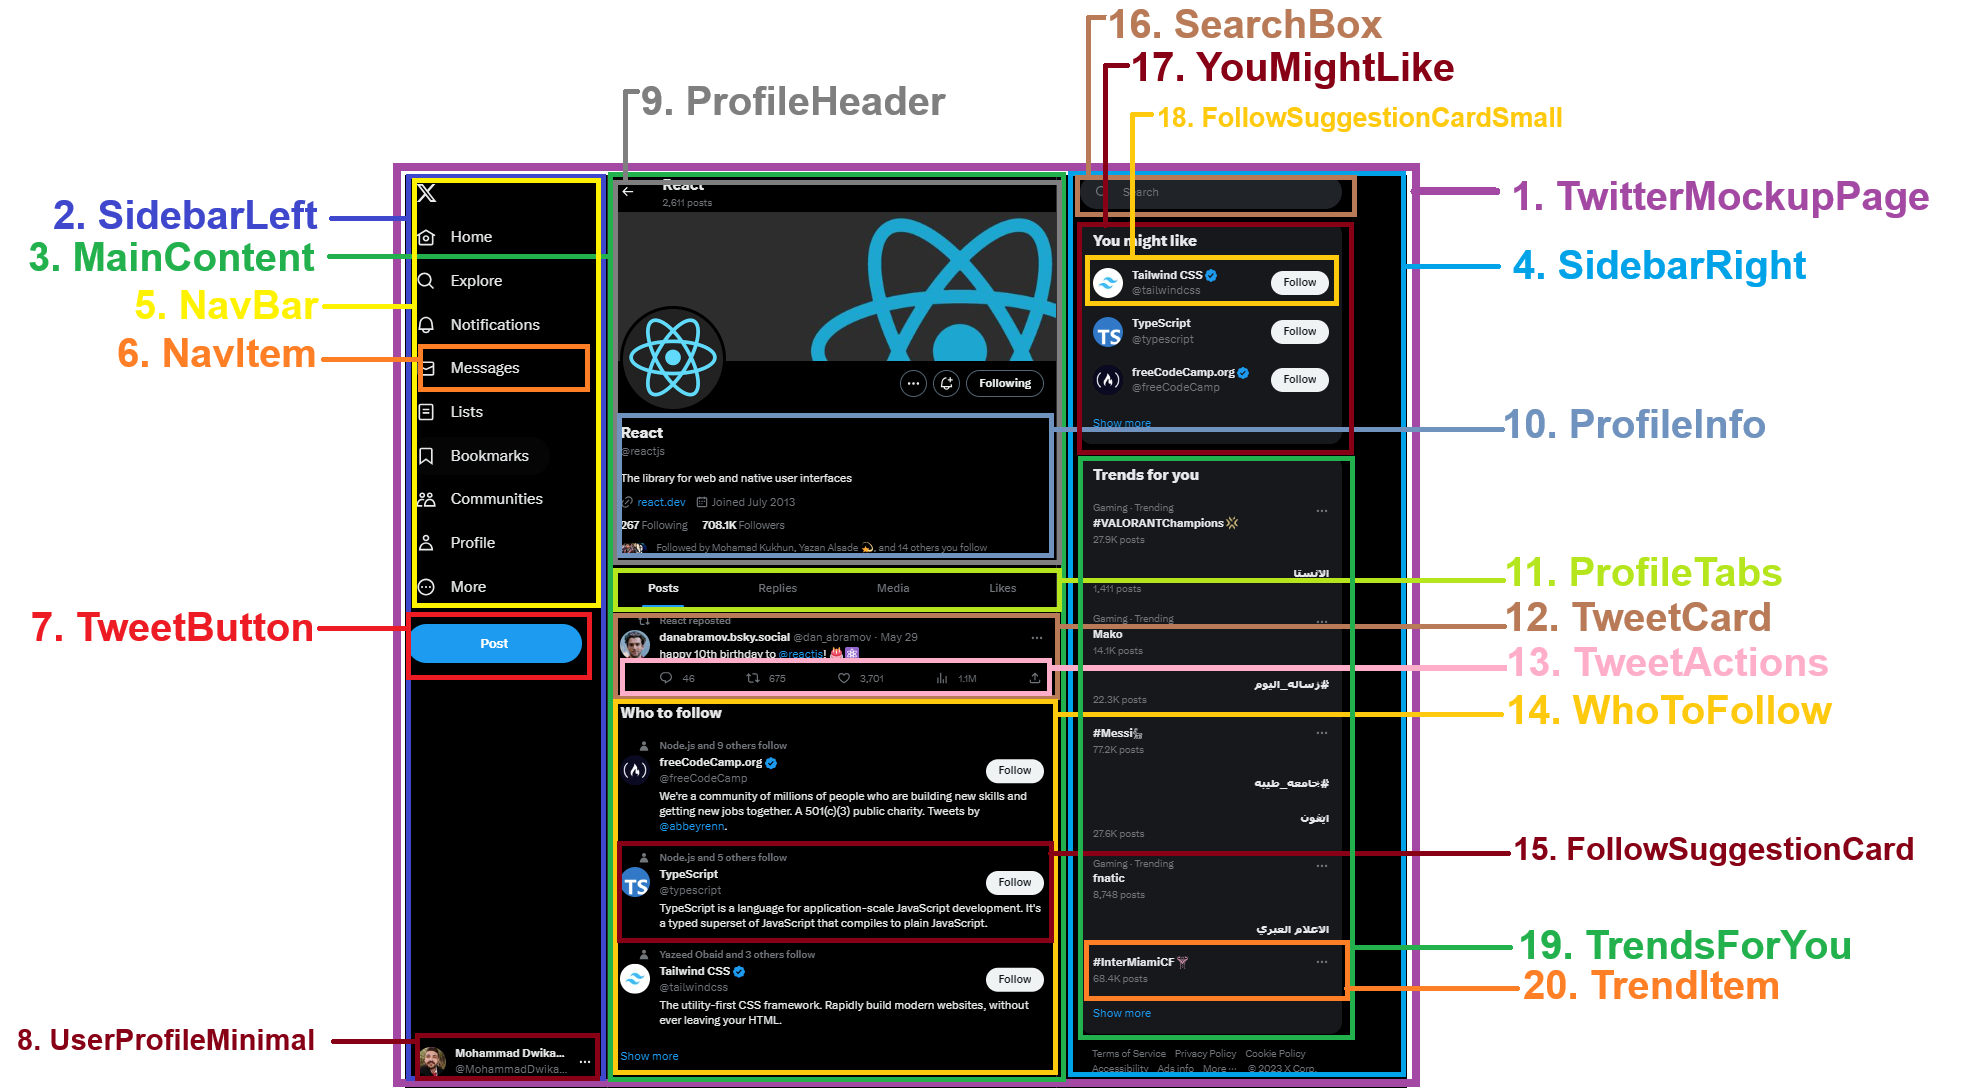 16. SearchBox
17. YouMightLike
18. FollowSuggestionCardSmall
9. ProfileHeader
1. TwitterMockupPage
2. SidebarLeft
3. MainContent
4. SidebarRight
5. NavBar
6. NavItem
7. TweetButton
8. UserProfileMinimal
10. ProfileInfo
11. ProfileTabs
12. TweetCard
13. TweetActions
14. WhoToFollow
15. FollowSuggestionCard
19. TrendsForYou
20. TrendItem
X
Home
Explore
Notifications
Messages
Lists
Bookmarks
Communities
Profile
More
Post
Mohammad Dwika...
@MohammadDwika...
React
2,611 posts
Following
React
@reactjs
The library for web and native user interfaces
react.dev Joined July 2013
267 Following 708.1K Followers
Followed by Mohamad Kukhun, Yazan Alsade 💫, and 14 others you follow
Posts Replies Media Likes
React reposted
danabramov.bsky.social @dan_abramov · May 29
happy 10th birthday to @reactjs! 🎂⚛️
46 675 3,701 1.1M
Who to follow
Node.js and 9 others follow
freeCodeCamp.org
@freeCodeCamp
Follow
We're a community of millions of people who are building new skills and
getting new jobs together. A 501(c)(3) public charity. Tweets by
@abbeyrenn.
Node.js and 5 others follow
TypeScript
@typescript
Follow
TypeScript is a language for application-scale JavaScript development. It's
a typed superset of JavaScript that compiles to plain JavaScript.
Yazeed Obaid and 3 others follow
Tailwind CSS
@tailwindcss
Follow
The utility-first CSS framework. Rapidly build modern websites, without
ever leaving your HTML.
Show more
Search
You might like
Tailwind CSS
@tailwindcss
Follow
TypeScript
@typescript
Follow
freeCodeCamp.org
@freeCodeCamp
Follow
Show more
Trends for you
Gaming · Trending
#VALORANTChampions
27.9K posts
الانستا
1,411 posts
Gaming · Trending
Mako
14.1K posts
#رساله_اليوم
22.3K posts
#Messi
77.2K posts
#جامعه_طيبه
ايفون
27.6K posts
Gaming · Trending
fnatic
8,748 posts
الاعلام العبري
#InterMiamiCF
68.4K posts
Show more
Terms of Service Privacy Policy Cookie Policy
Accessibility Ads info More ··· © 2023 X Corp.